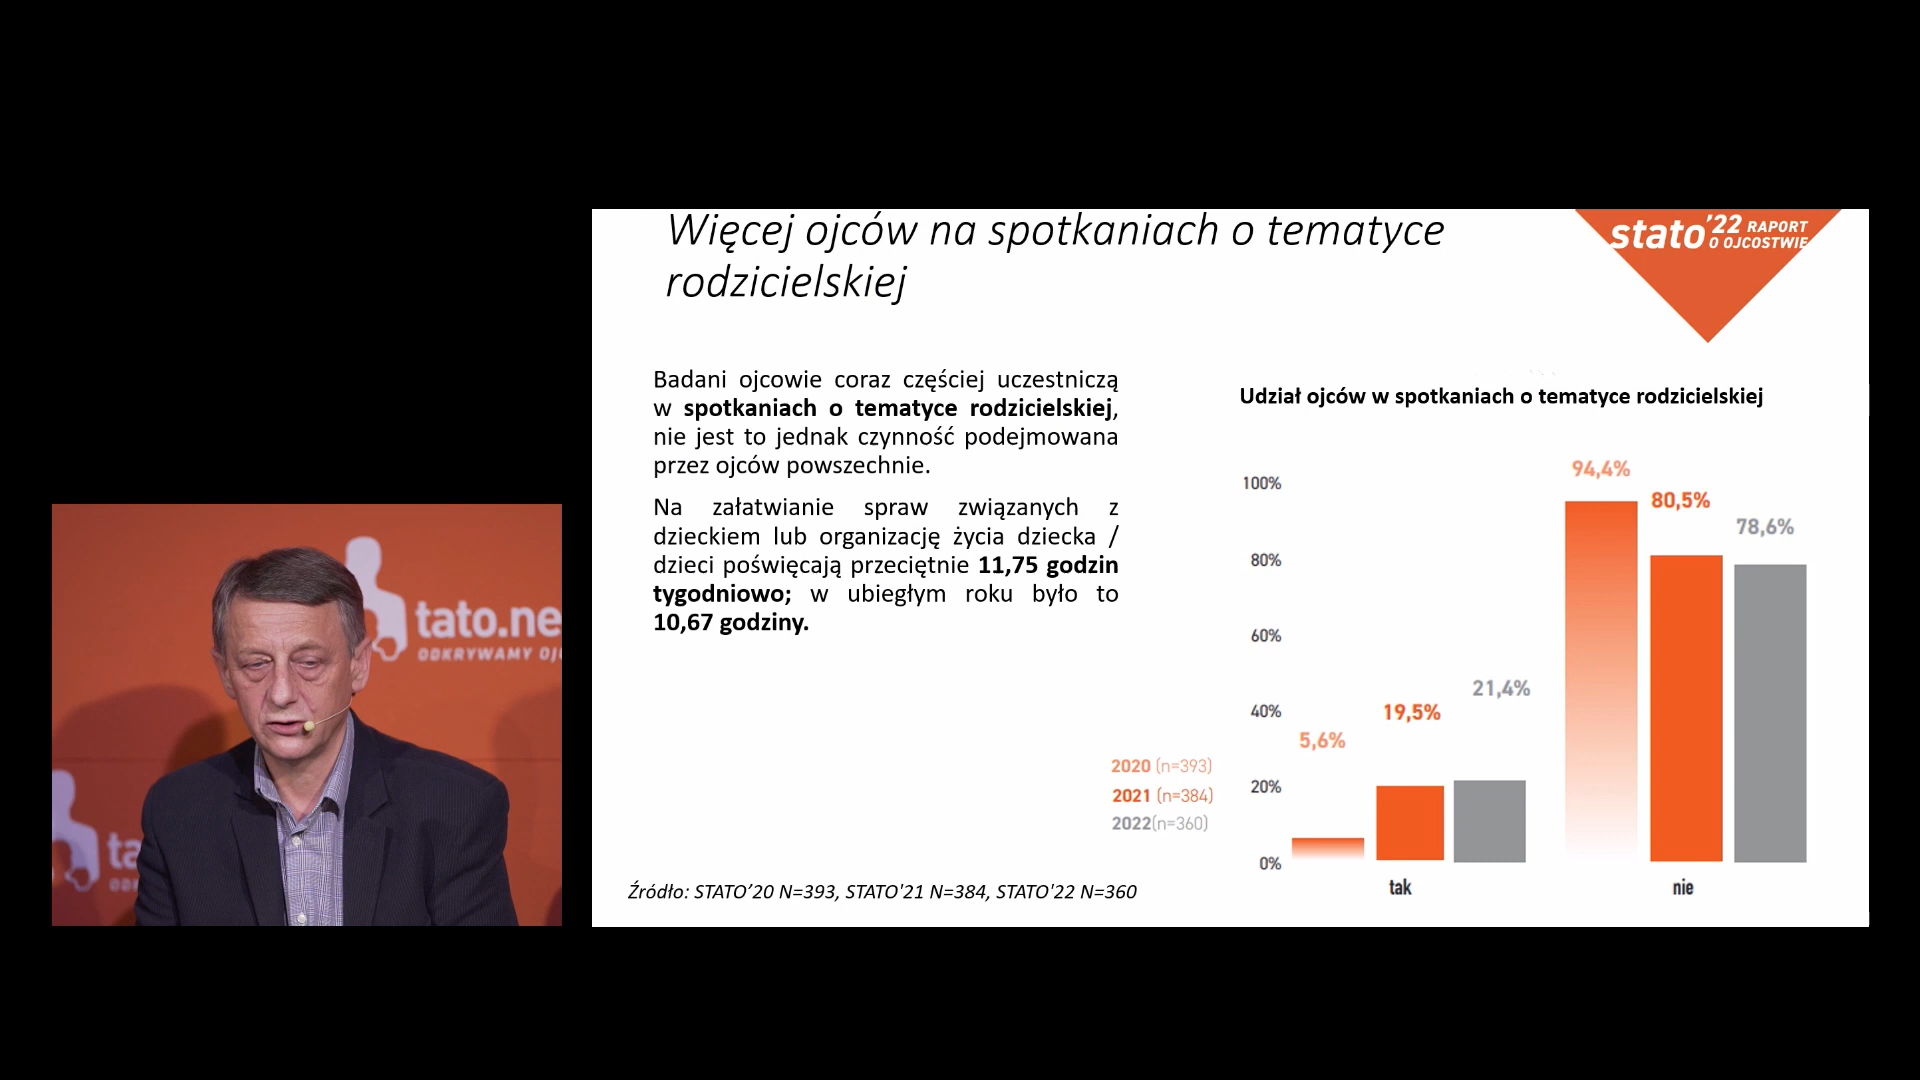 Więcej ojców na spotkaniach o tematyce
rodzicielskiej
stato'22 RAPORT
O OJCOSTWIE
Badani ojcowie coraz częściej uczestniczą
w spotkaniach o tematyce rodzicielskiej,
nie jest to jednak czynność podejmowana
przez ojców powszechnie.
Na załatwianie spraw związanych z
dzieckiem lub organizację życia dziecka /
dzieci poświęcają przeciętnie 11,75 godzin
tygodniowo; w ubiegłym roku było to
10,67 godziny.
Udział ojców w spotkaniach o tematyce rodzicielskiej
100%
80%
60%
40%
20%
0%
5,6%
19,5%
21,4%
94,4%
80,5%
78,6%
tak
nie
2020 (n=393)
2021 (n=384)
2022(n=360)
Źródło: STATO’20 N=393, STATO'21 N=384, STATO'22 N=360
tato.ne
ODKRYWAMY OJ
ta